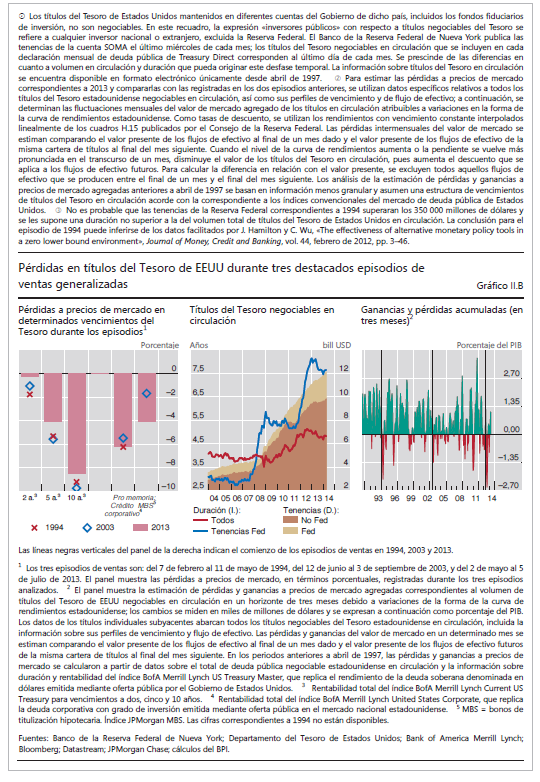 ① Los títulos del Tesoro de Estados Unidos mantenidos en diferentes cuentas del Gobierno de dicho país, incluidos los fondos fiduciarios
de inversión, no son negociables. En este recuadro, la expresión «inversores públicos» con respecto a títulos negociables del Tesoro se
refiere a cualquier inversor nacional o extranjero, excluida la Reserva Federal. El Banco de la Reserva Federal de Nueva York publica las
tenencias de la cuenta SOMA el último miércoles de cada mes; los títulos del Tesoro negociables en circulación que se incluyen en cada
declaración mensual de deuda pública de Treasury Direct corresponden al último día de cada mes. Se prescinde de las diferencias en
cuanto a volumen en circulación y duración que pueda originar este desfase temporal. La información sobre títulos del Tesoro en circulación
se encuentra disponible en formato electrónico únicamente desde abril de 1997. ② Para estimar las pérdidas a precios de mercado
correspondientes a 2013 y compararlas con las registradas en los dos episodios anteriores, se utilizan datos específicos relativos a todos los
títulos del Tesoro estadounidense negociables en circulación, así como sus perfiles de vencimiento y de flujo de efectivo; a continuación, se
determinan las fluctuaciones mensuales del valor de mercado agregado de los títulos en circulación atribuibles a variaciones en la forma de
la curva de rendimientos estadounidense. Como tasas de descuento, se utilizan los rendimientos con vencimiento constante interpolados
linealmente de los cuadros H.15 publicados por el Consejo de la Reserva Federal. Las pérdidas intermensuales del valor de mercado se
estiman comparando el valor presente de los flujos de efectivo al final de un mes dado y el valor presente de los flujos de efectivo de la
misma cartera de títulos al final del mes siguiente. Cuando el nivel de la curva de rendimientos aumenta o la pendiente se vuelve más
pronunciada en el transcurso de un mes, disminuye el valor de los títulos del Tesoro en circulación, pues aumenta el descuento que se
aplica a los flujos de efectivo futuros. Para calcular la diferencia en relación con el valor presente, se excluyen todos aquellos flujos de
efectivo que se producen entre el final de un mes y el final del mes siguiente. Los análisis de la estimación de pérdidas y ganancias a
precios de mercado agregadas anteriores a abril de 1997 se basan en información menos granular y asumen una estructura de vencimientos
de títulos del Tesoro en circulación acorde con la correspondiente a los índices convencionales del mercado de deuda pública de Estados
Unidos. ③ No es probable que las tenencias de la Reserva Federal correspondientes a 1994 superaran los 350 000 millones de dólares y
se les supone una duración no superior a la del volumen total de títulos del Tesoro de Estados Unidos en circulación. La conclusión para el
episodio de 1994 puede inferirse de los datos facilitados por J. Hamilton y C. Wu, «The effectiveness of alternative monetary policy tools in
a zero lower bound environment», Journal of Money, Credit and Banking, vol. 44, febrero de 2012, pp. 3–46.
Pérdidas en títulos del Tesoro de EEUU durante tres destacados episodios de
ventas generalizadas
Gráfico II.B
Pérdidas a precios de mercado en
determinados vencimientos del
Tesoro durante los episodios¹
Porcentaje
0
–2
–4
–6
–8
–10
2 a.³ 5 a.³ 10 a.³
Pro memoria:
Crédito MBS⁵
corporativo⁴
1994 2003 2013
Títulos del Tesoro negociables en
circulación
Años bill USD
7,5 12
6,5 10
5,5 8
4,5 6
3,5 4
2,5 2
04 05 06 07 08 09 10 11 12 13 14
Duración (I.): Tenencias (D.):
Todos No Fed
Tenencias Fed Fed
Ganancias y pérdidas acumuladas (en
tres meses)²
Porcentaje del PIB
2,70
1,35
0,00
–1,35
–2,70
93 96 99 02 05 08 11 14
Las líneas negras verticales del panel de la derecha indican el comienzo de los episodios de ventas en 1994, 2003 y 2013.
¹ Los tres episodios de ventas son: del 7 de febrero al 11 de mayo de 1994, del 12 de junio al 3 de septiembre de 2003, y del 2 de mayo al 5
de julio de 2013. El panel muestra las pérdidas a precios de mercado, en términos porcentuales, registradas durante los tres episodios
analizados. ² El panel muestra la estimación de pérdidas y ganancias a precios de mercado agregadas correspondientes al volumen de
títulos del Tesoro de EEUU negociables en circulación en un horizonte de tres meses debido a variaciones de la forma de la curva de
rendimientos estadounidense; los cambios se miden en miles de millones de dólares y se expresan a continuación como porcentaje del PIB.
Los datos de los títulos individuales subyacentes abarcan todos los títulos negociables del Tesoro estadounidense en circulación, incluida la
información sobre sus perfiles de vencimiento y flujo de efectivo. Las pérdidas y ganancias del valor de mercado en un determinado mes se
estiman comparando el valor presente de los flujos de efectivo al final de ese mes y el valor presente de los flujos de efectivo futuros
de la misma cartera de títulos al final del mes siguiente. En los periodos anteriores a abril de 1997, las pérdidas y ganancias a precios de
mercado se calcularon a partir de datos sobre el total de deuda pública negociable estadounidense en circulación y la información sobre
duración y rentabilidad del índice BofA Merrill Lynch US Treasury Master, que replica el rendimiento de la deuda soberana denominada en
dólares emitida mediante oferta pública por el Gobierno de Estados Unidos. ³ Rentabilidad total del índice BofA Merrill Lynch Current US
Treasury para vencimientos a dos, cinco y 10 años. ⁴ Rentabilidad total del índice BofA Merrill Lynch United States Corporate, que replica
la deuda corporativa con grado de inversión emitida mediante oferta pública en el mercado nacional estadounidense. ⁵ MBS = bonos de
titulización hipotecaria. Índice JPMorgan MBS. Las cifras correspondientes a 1994 no están disponibles.
Fuentes: Banco de la Reserva Federal de Nueva York; Departamento del Tesoro de Estados Unidos; Bank of America Merrill Lynch;
Bloomberg; Datastream; JPMorgan Chase; cálculos del BPI.